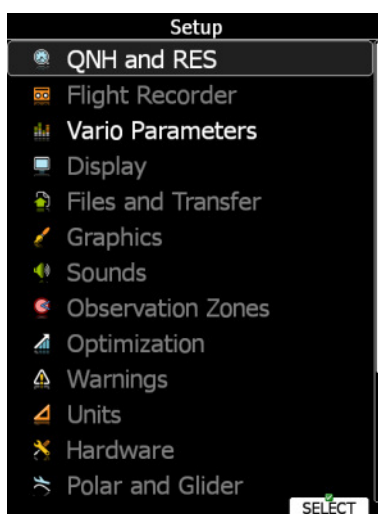 Setup
QNH and RES
Flight Recorder
Vario Parameters
Display
Files and Transfer
Graphics
Sounds
Observation Zones
Optimization
Warnings
Units
Hardware
Polar and Glider
SELECT